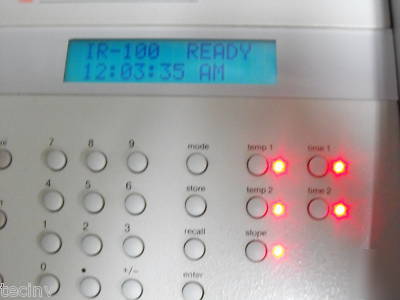 IR-100 READY
12:03:35 AM
7 8 9 mode temp 1 time 1
4 5 6 store temp 2 time 2
1 2 3 recall slope
0 • +/- enter
tecinv